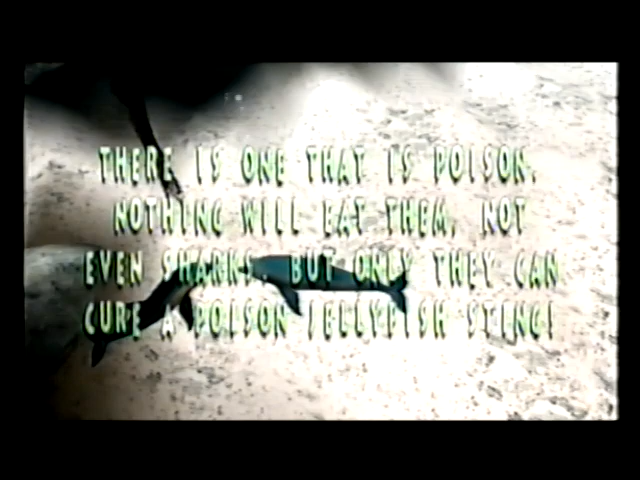 THERE IS ONE THAT IS POISON.
NOTHING WILL EAT THEM, NOT
EVEN SHARKS. BUT ONLY THEY CAN
CURE A POISON JELLYFISH STING!